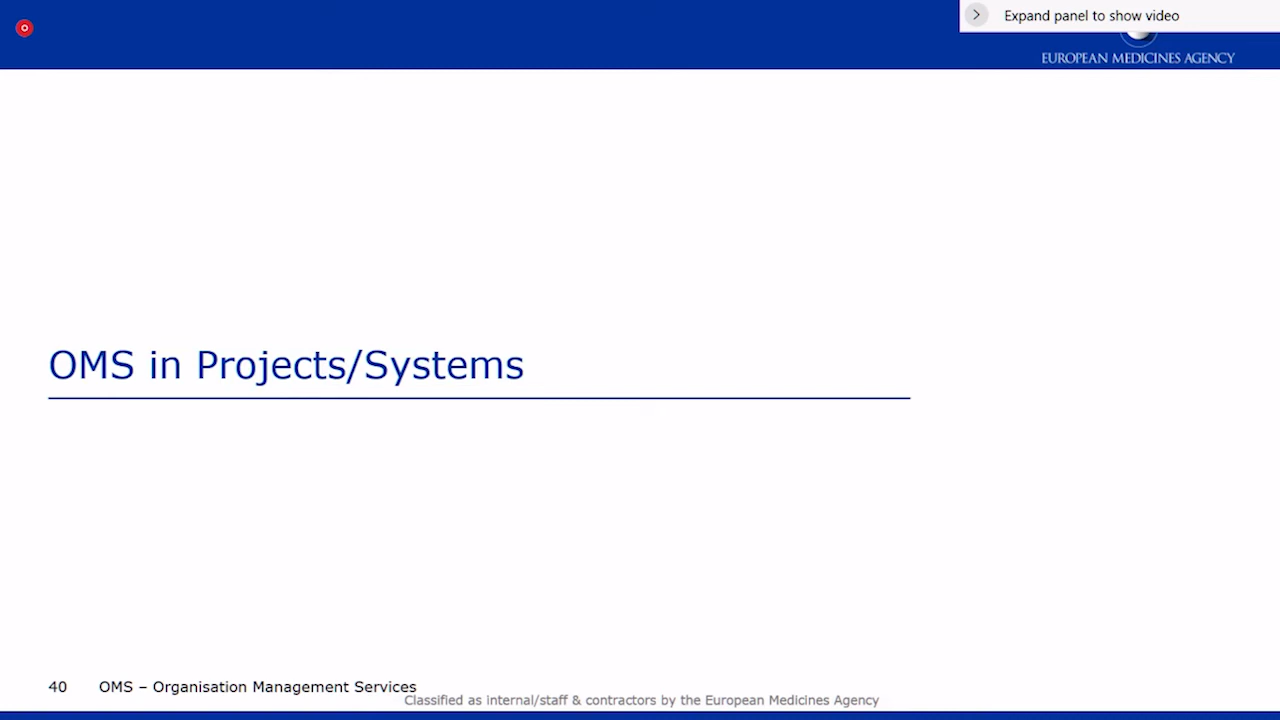 Expand panel to show video
EUROPEAN MEDICINES AGENCY
OMS in Projects/Systems
40 OMS – Organisation Management Services
Classified as internal/staff & contractors by the European Medicines Agency